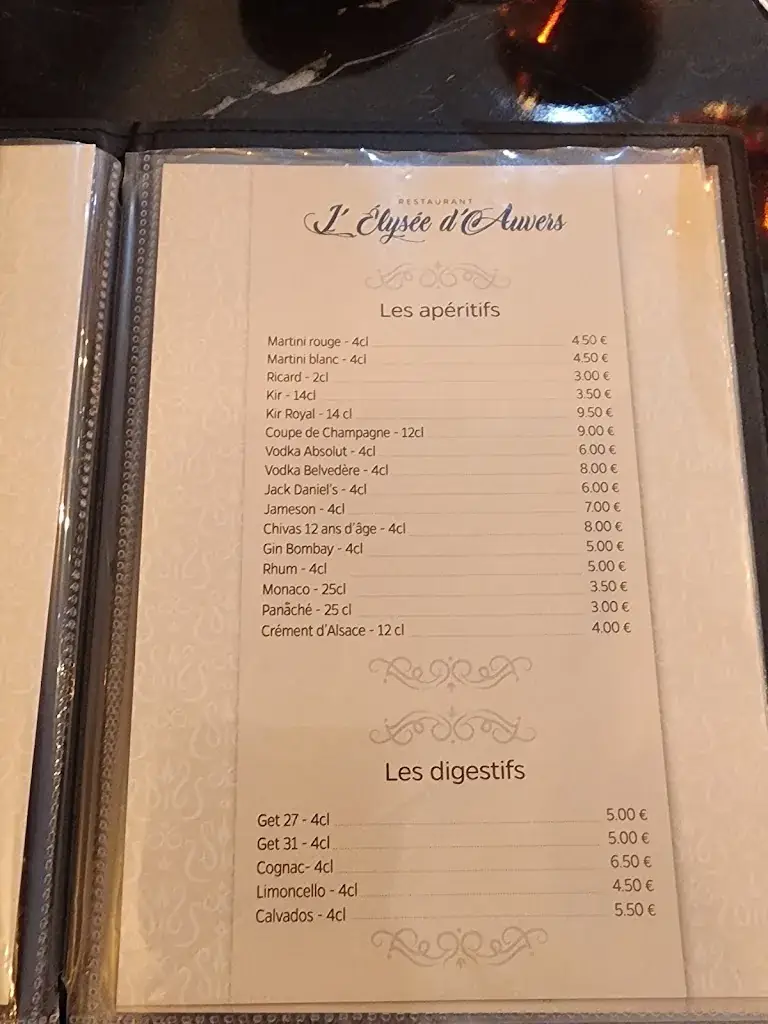 RESTAURANT
L'Élysée d'Auvers
Les apéritifs
Martini rouge - 4cl 4.50 €
Martini blanc - 4cl 4.50 €
Ricard - 2cl 3.00 €
Kir - 14cl 3.50 €
Kir Royal - 14 cl 9.50 €
Coupe de Champagne - 12cl 9.00 €
Vodka Absolut - 4cl 6.00 €
Vodka Belvedère - 4cl 8.00 €
Jack Daniel's - 4cl 6.00 €
Jameson - 4cl 7.00 €
Chivas 12 ans d'âge - 4cl 8.00 €
Gin Bombay - 4cl 5.00 €
Rhum - 4cl 5.00 €
Monaco - 25cl 3.50 €
Panaché - 25 cl 3.00 €
Crément d'Alsace - 12 cl 4.00 €
Les digestifs
Get 27 - 4cl 5.00 €
Get 31 - 4cl 5.00 €
Cognac- 4cl 6.50 €
Limoncello - 4cl 4.50 €
Calvados - 4cl 5.50 €